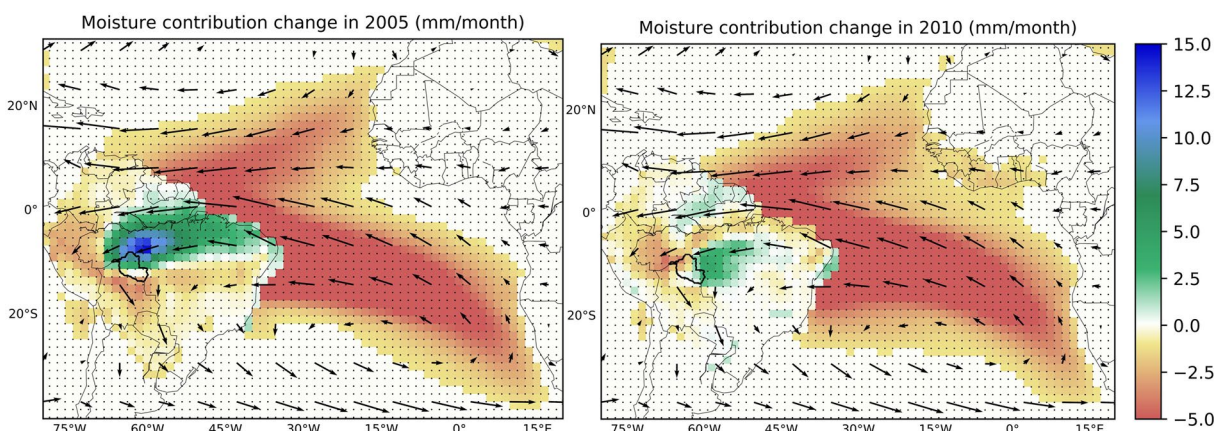 Moisture contribution change in 2005 (mm/month)
20°N
0°
20°S
75°W 60°W 45°W 30°W 15°W 0° 15°E
Moisture contribution change in 2010 (mm/month)
20°N
0°
20°S
75°W 60°W 45°W 30°W 15°W 0° 15°E
15.0
12.5
10.0
7.5
5.0
2.5
0.0
−2.5
−5.0